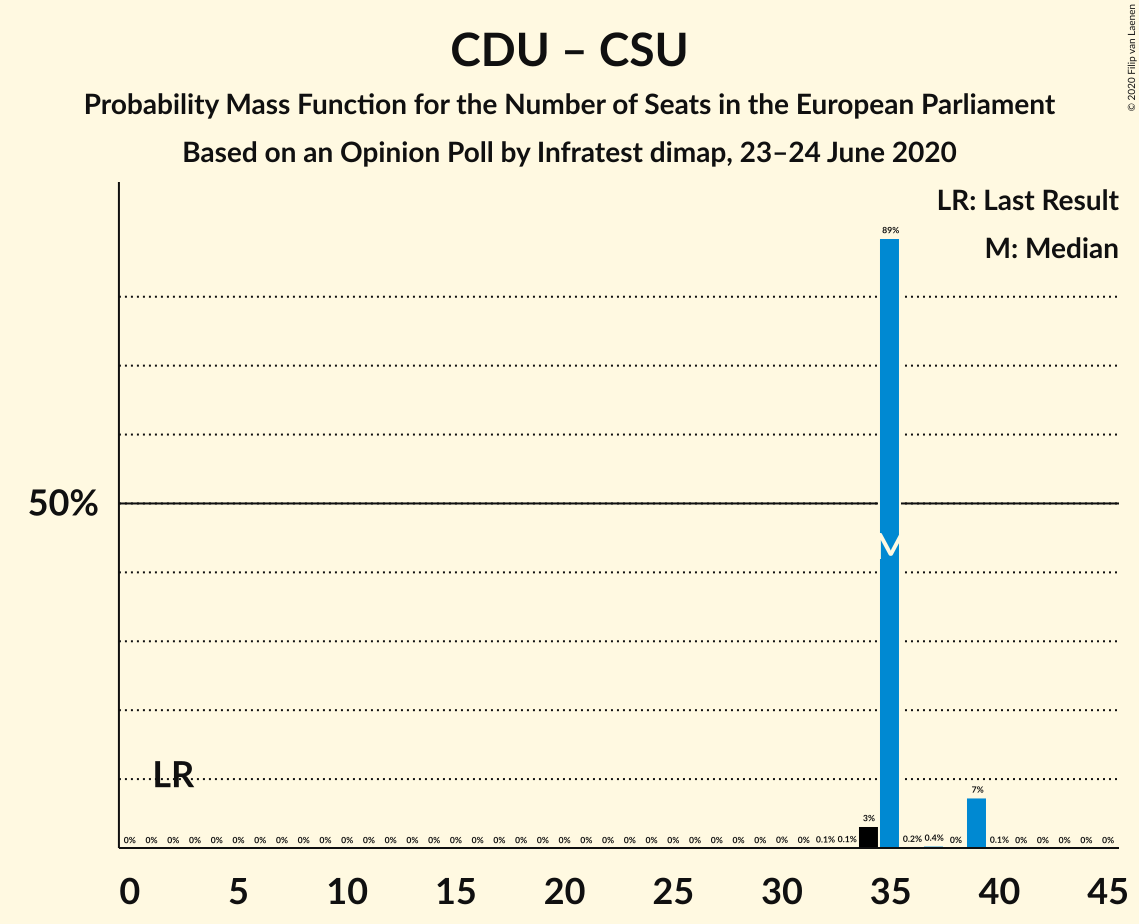 CDU – CSU
Probability Mass Function for the Number of Seats in the European Parliament
Based on an Opinion Poll by Infratest dimap, 23–24 June 2020
© 2020 Filip van Laenen
LR: Last Result
M: Median
89%
50%
M
LR
7%
3%
0% 0% 0% 0% 0% 0% 0% 0% 0% 0% 0% 0% 0% 0% 0% 0% 0% 0% 0% 0% 0% 0% 0% 0% 0% 0% 0% 0% 0% 0% 0% 0% 0.1% 0.1% 0.2% 0.4% 0% 0.1% 0% 0% 0% 0% 0%
0 5 10 15 20 25 30 35 40 45